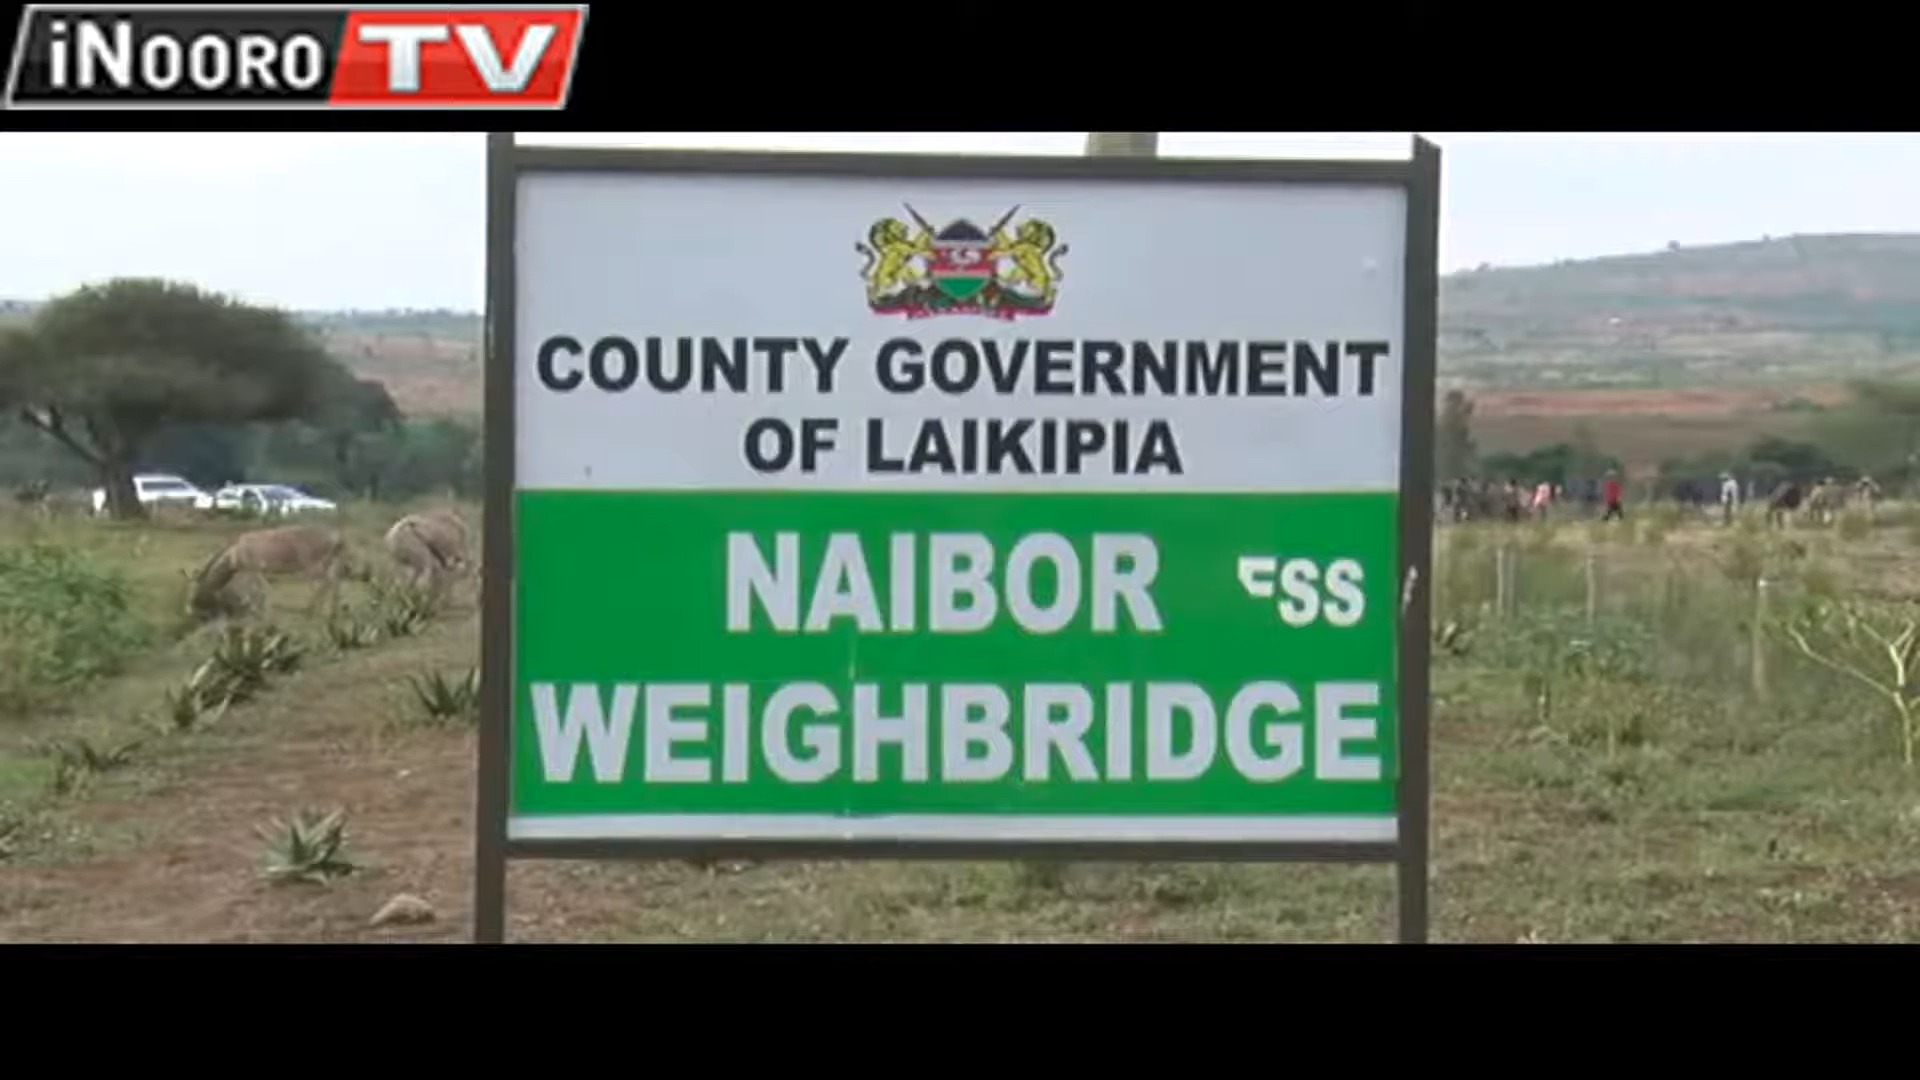 iNOORO TV
COUNTY GOVERNMENT
OF LAIKIPIA
NAIBOR
WEIGHBRIDGE